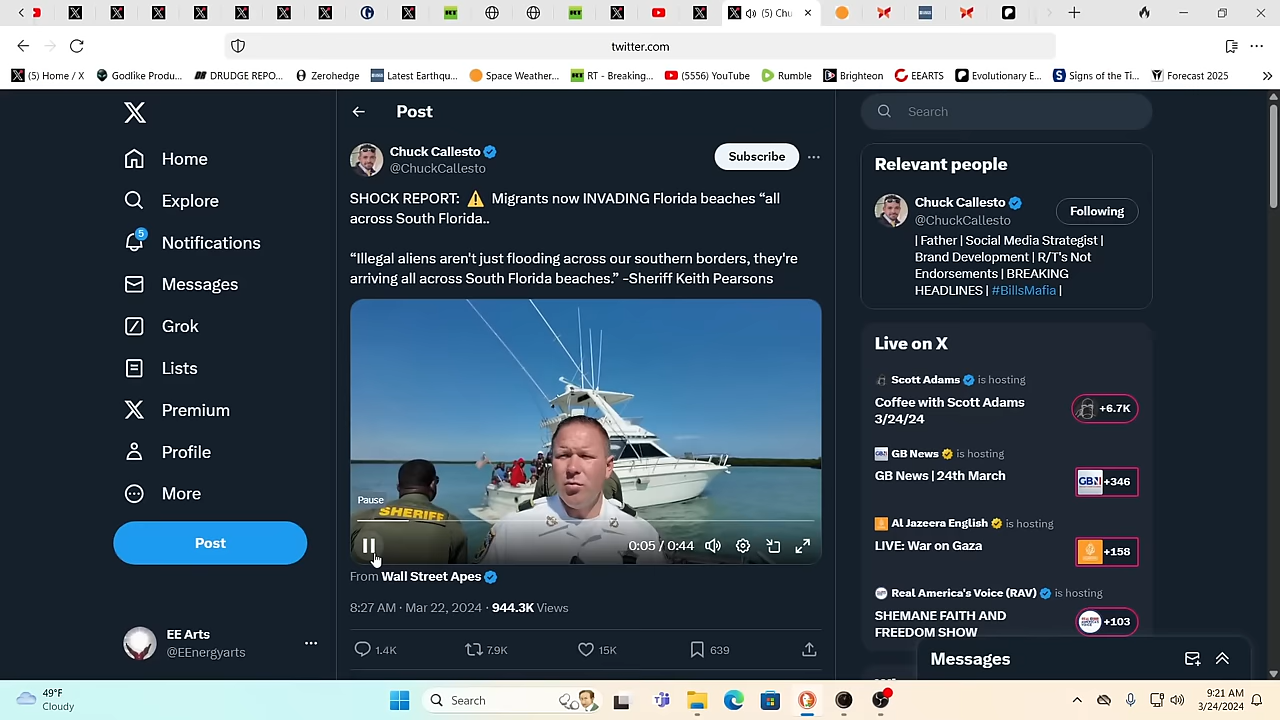 (5) Chu
twitter.com
(5) Home / X
Godlike Produ...
DRUDGE REPO...
Zerohedge
Latest Earthqu...
Space Weather...
RT - Breaking...
(5556) YouTube
Rumble
Brighteon
EEARTS
Evolutionary E...
Signs of the Ti...
Forecast 2025
Home
Explore
5
Notifications
Messages
Grok
Lists
Premium
Profile
More
Post
EE Arts
@EEnergyarts
Post
Chuck Callesto
@ChuckCallesto
Subscribe
SHOCK REPORT: ⚠️ Migrants now INVADING Florida beaches “all
across South Florida..
“Illegal aliens aren't just flooding across our southern borders, they're
arriving all across South Florida beaches.” -Sheriff Keith Pearsons
SHERIFF
Pause
0:05 / 0:44
From Wall Street Apes
8:27 AM · Mar 22, 2024 · 944.3K Views
1.4K
7.9K
15K
639
Search
Relevant people
Chuck Callesto
@ChuckCallesto
Following
| Father | Social Media Strategist |
Brand Development | R/T's Not
Endorsements | BREAKING
HEADLINES | #BillsMafia |
Live on X
Scott Adams is hosting
Coffee with Scott Adams
3/24/24
+6.7K
GB News is hosting
GB News | 24th March
GBN +346
Al Jazeera English is hosting
LIVE: War on Gaza
+158
Real America's Voice (RAV) is hosting
SHEMANE FAITH AND
FREEDOM SHOW
+103
Messages
49°F
Cloudy
Search
9:21 AM
3/24/2024